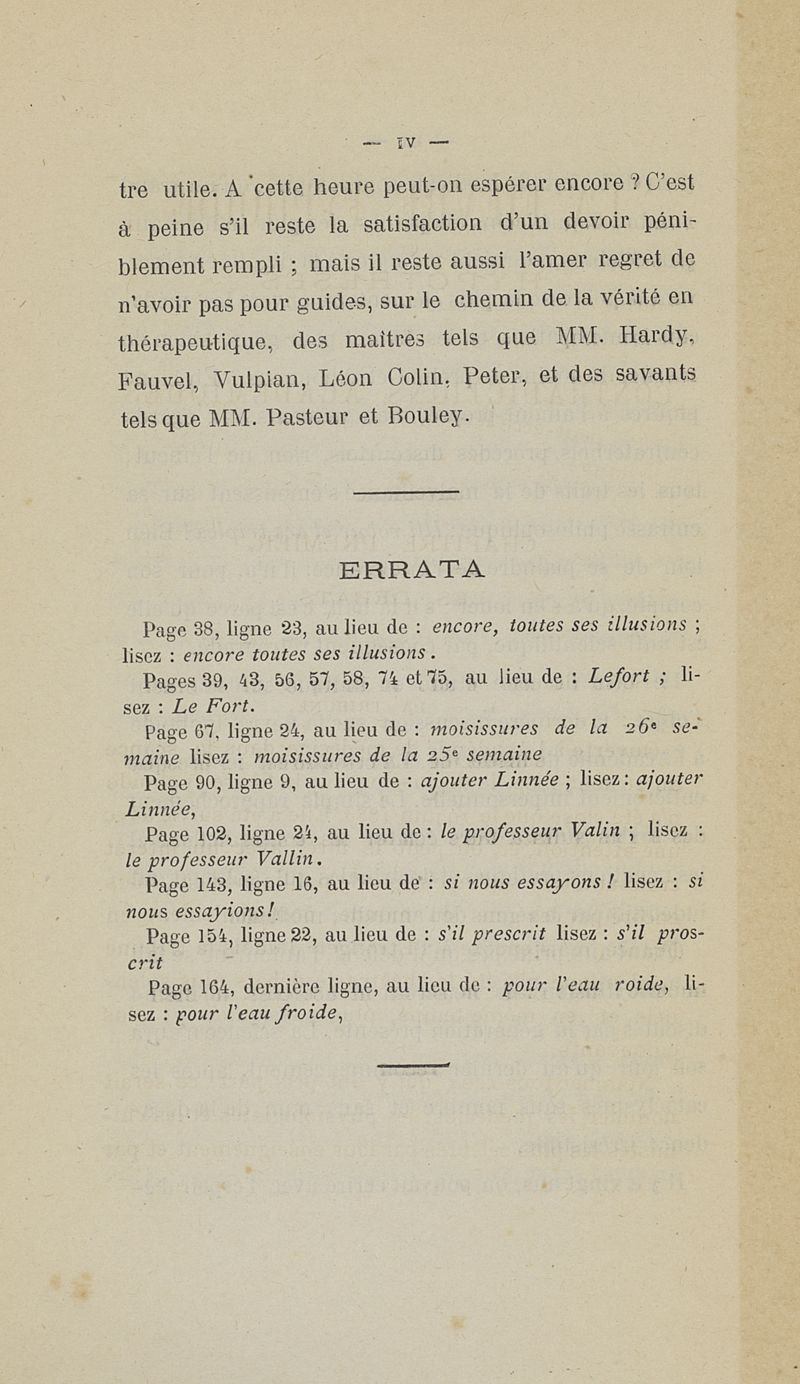 — IV —
tre utile. A cette heure peut-on espérer encore ? C'est
à peine s'il reste la satisfaction d'un devoir péni-
blement rempli ; mais il reste aussi l'amer regret de
n'avoir pas pour guides, sur le chemin de la vérité en
thérapeutique, des maîtres tels que MM. Hardy,
Fauvel, Vulpian, Léon Colin, Peter, et des savants
tels que MM. Pasteur et Bouley.
ERRATA
Page 38, ligne 23, au lieu de : encore, toutes ses illusions ;
lisez : encore toutes ses illusions.
Pages 39, 43, 56, 57, 58, 74 et 75, au lieu de : Lefort ; li-
sez : Le Fort.
Page 67, ligne 24, au lieu de : moisissures de la 26e se-
maine lisez : moisissures de la 25e semaine
Page 90, ligne 9, au lieu de : ajouter Linnée ; lisez : ajouter
Linnée,
Page 102, ligne 24, au lieu de : le professeur Valin ; lisez :
le professeur Vallin.
Page 143, ligne 16, au lieu de : si nous essayons ! lisez : si
nous essayions !
Page 154, ligne 22, au lieu de : s'il prescrit lisez : s'il pros-
crit
Page 164, dernière ligne, au lieu de : pour l'eau roide, li-
sez : pour l'eau froide,